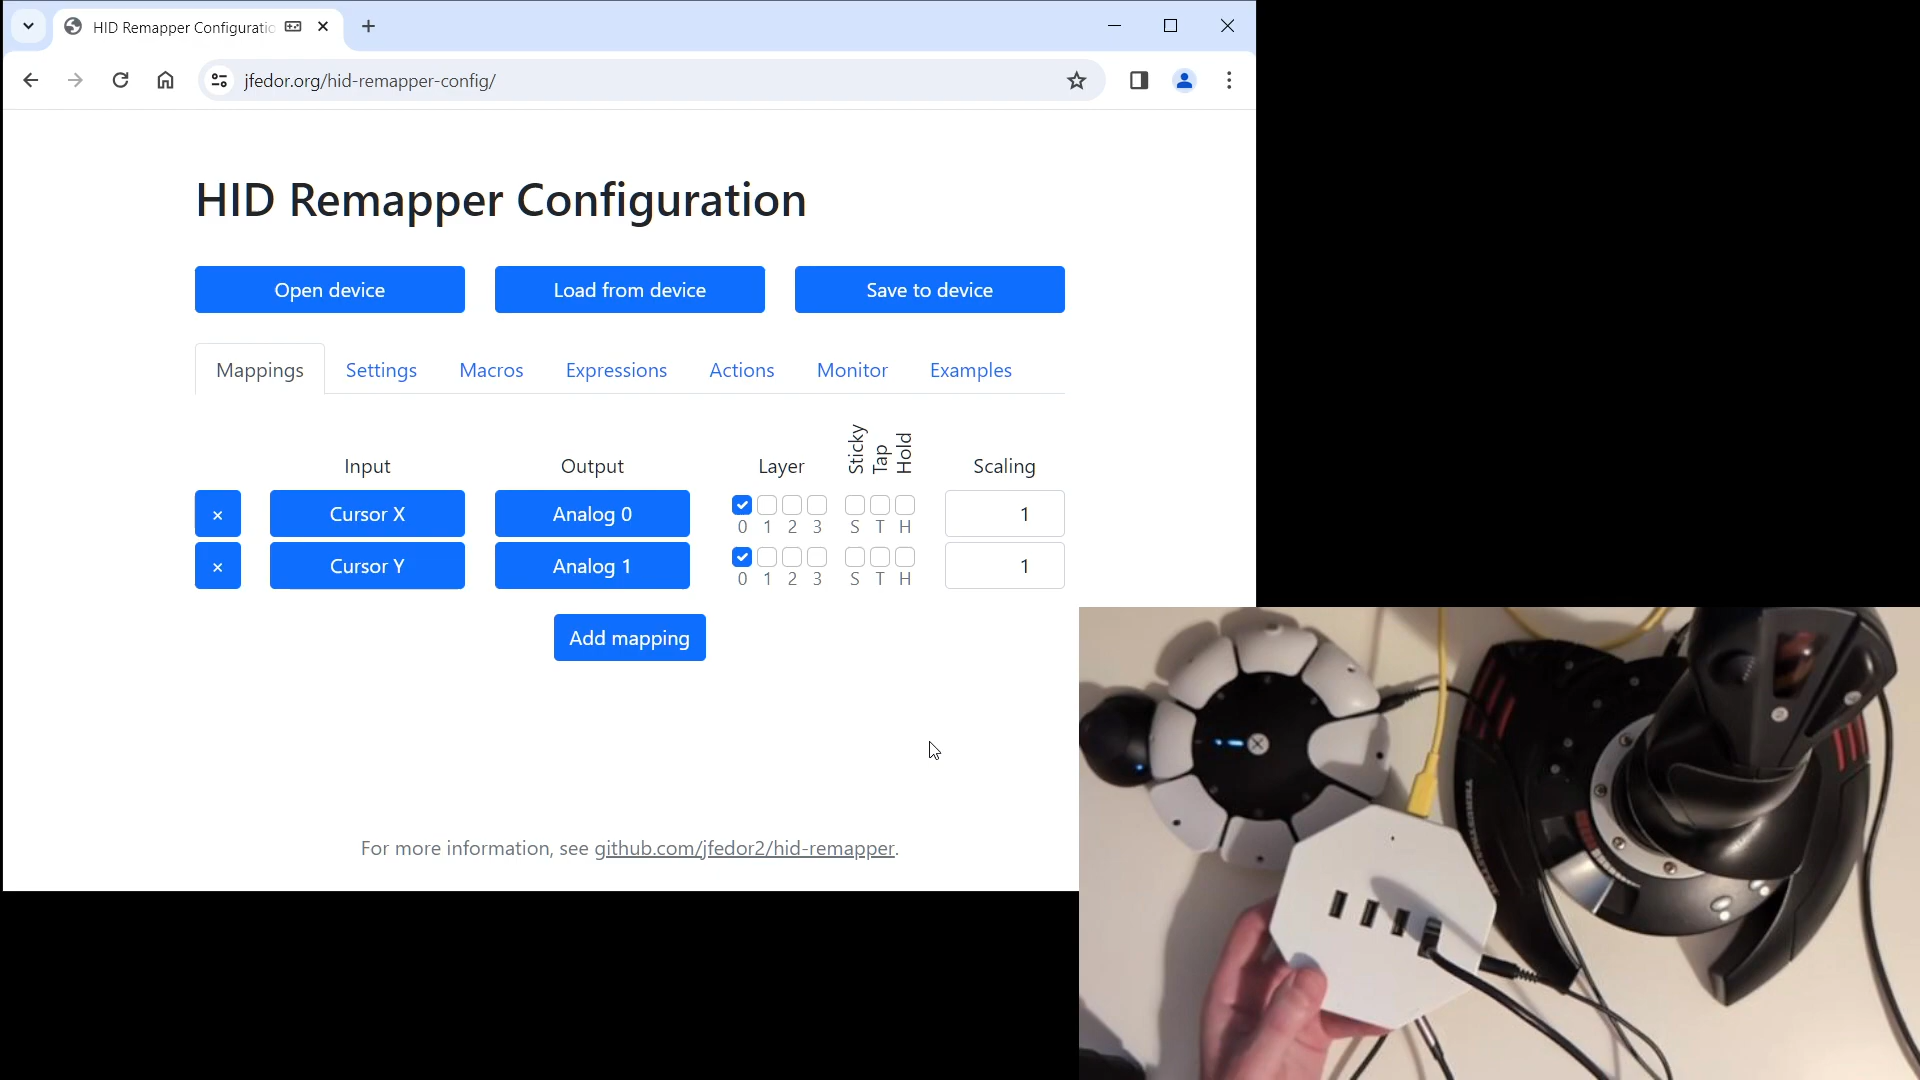 HID Remapper Configuratio
jfedor.org/hid-remapper-config/
HID Remapper Configuration
Open device
Load from device
Save to device
Mappings
Settings
Macros
Expressions
Actions
Monitor
Examples
Input
Output
Layer
Sticky
Tap
Hold
Scaling
×
Cursor X
Analog 0
0 1 2 3
S T H
1
×
Cursor Y
Analog 1
0 1 2 3
S T H
1
Add mapping
For more information, see github.com/jfedor2/hid-remapper.